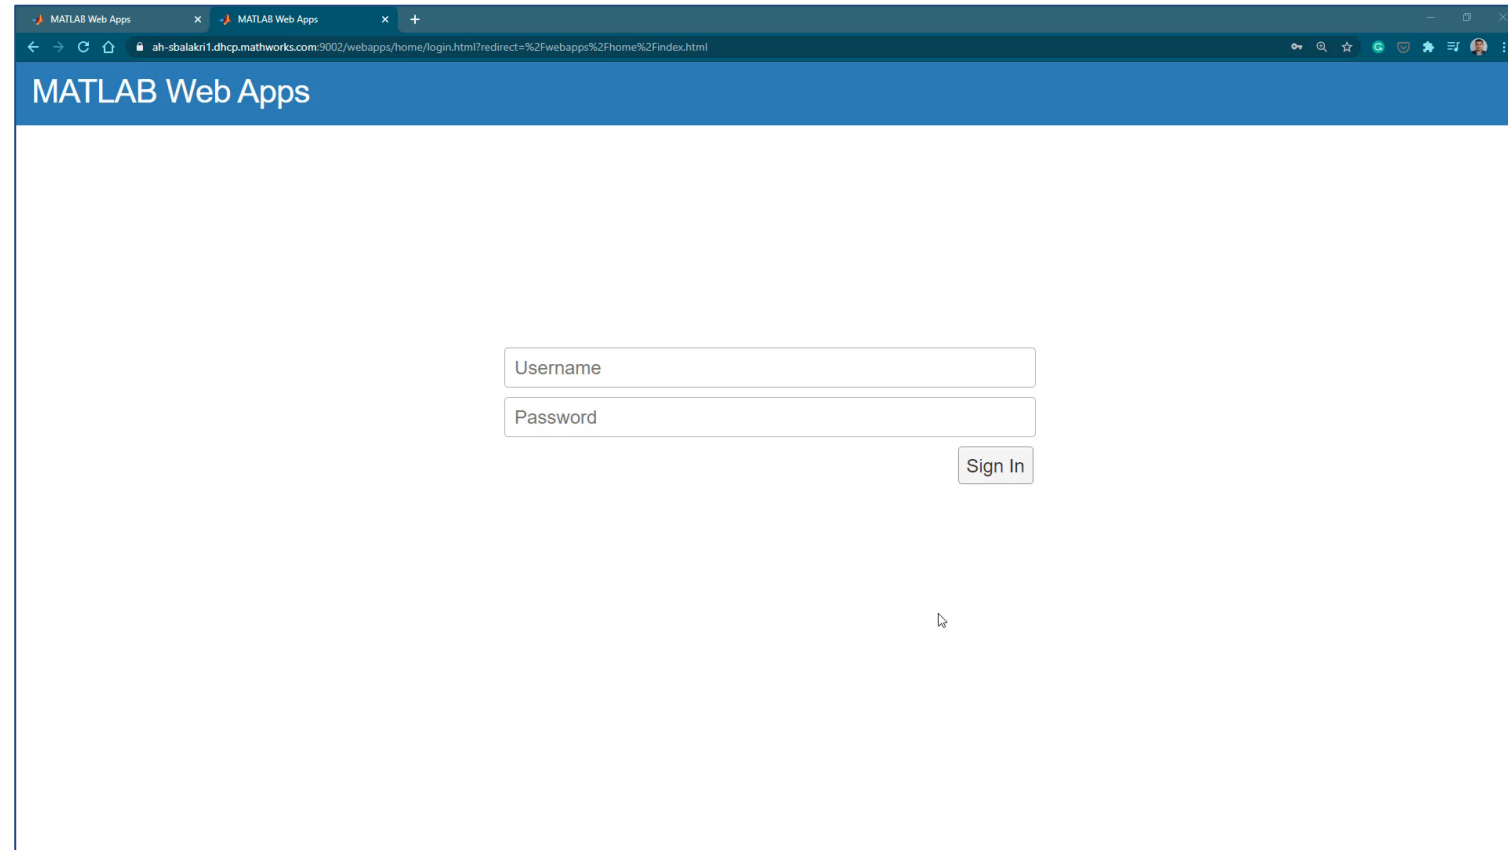 MATLAB Web Apps
MATLAB Web Apps
ah-sbalakri1.dhcp.mathworks.com:9002/webapps/home/login.html?redirect=%2Fwebapps%2Fhome%2Findex.html
MATLAB Web Apps
Username
Password
Sign In